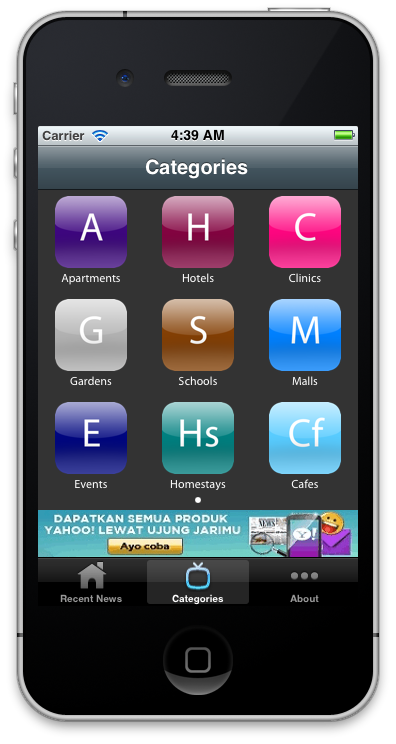 Carrier 4:39 AM
Categories
A H C
Apartments Hotels Clinics
G S M
Gardens Schools Malls
E Hs Cf
Events Homestays Cafes
DAPATKAN SEMUA PRODUK
YAHOO! LEWAT UJUNG JARIMU
Ayo coba
NEWS
Y!
Recent News Categories About